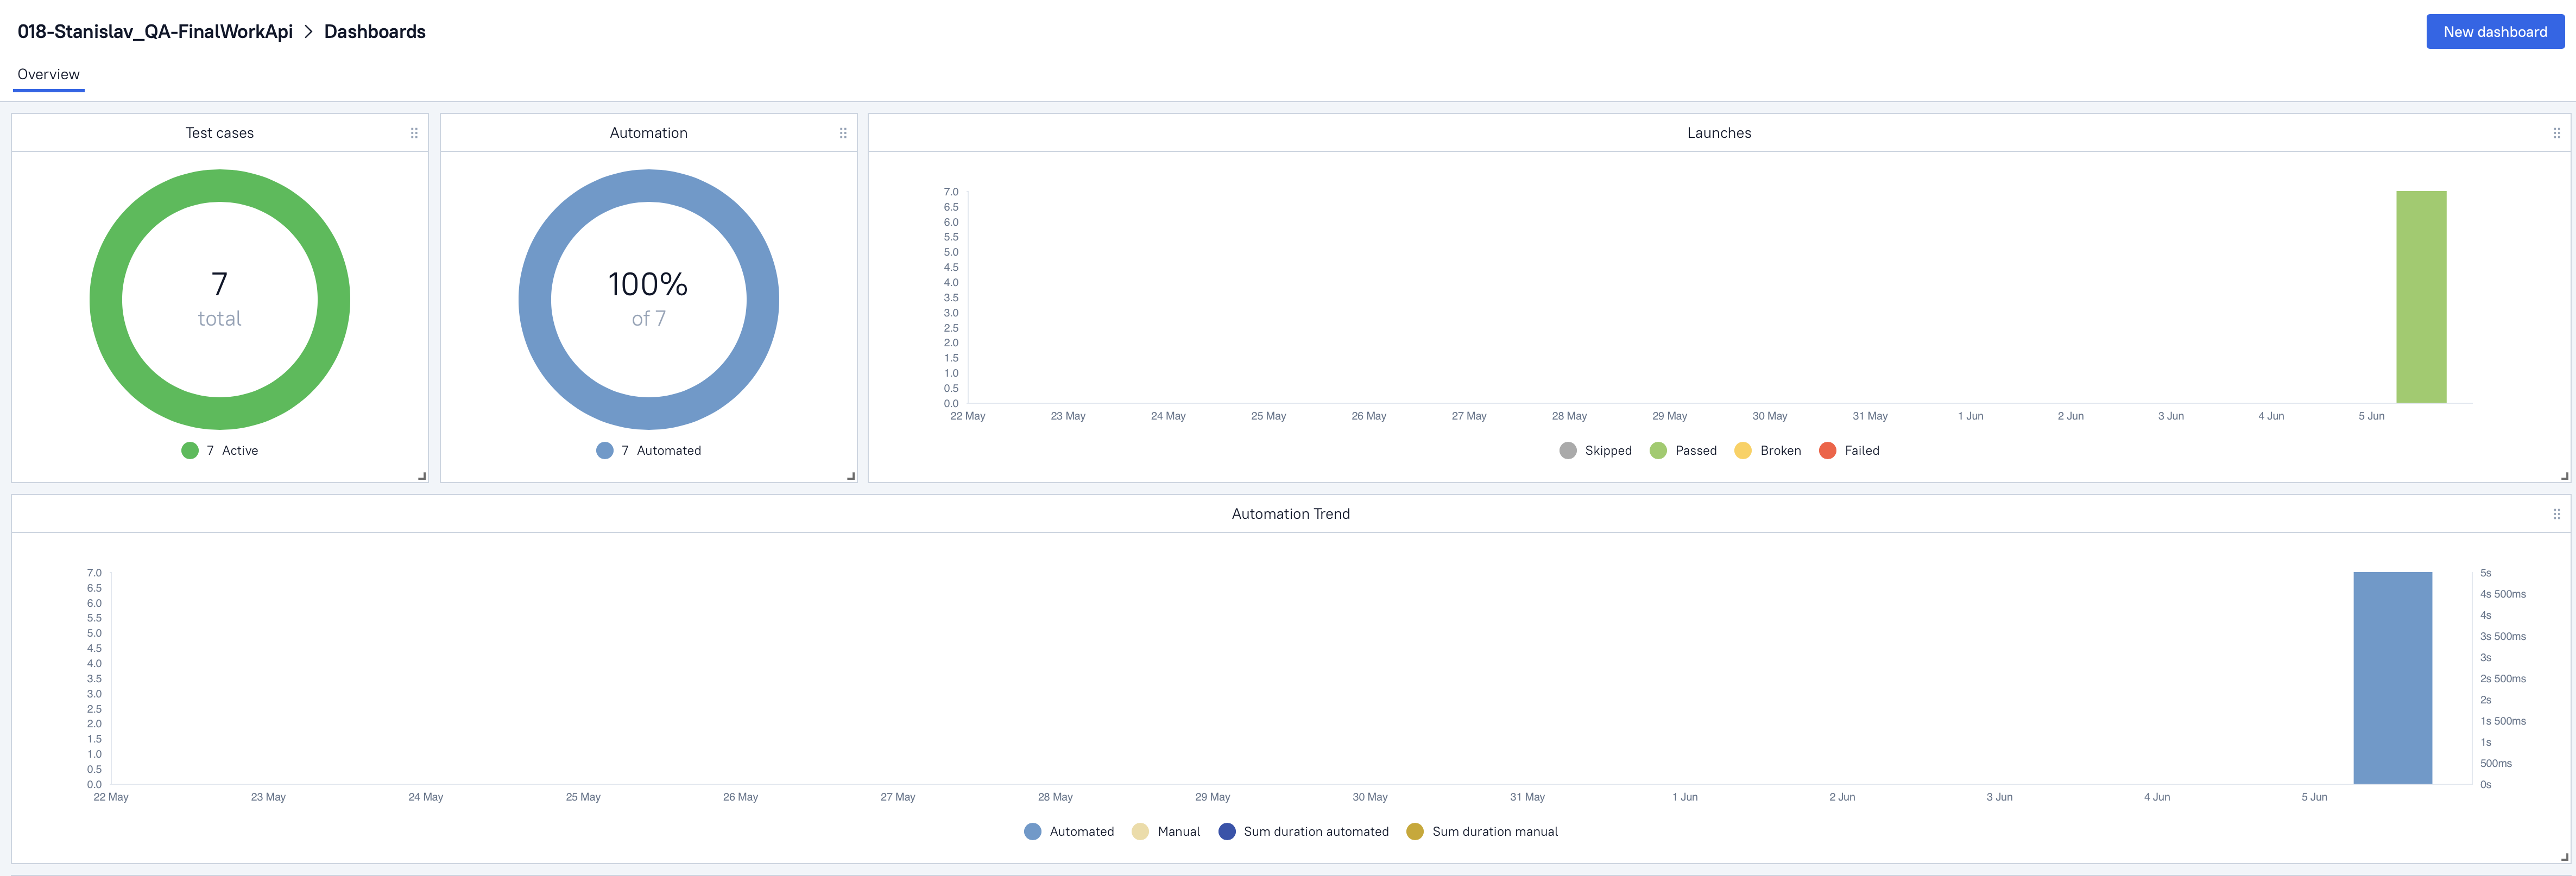 018-Stanislav_QA-FinalWorkApi > Dashboards
New dashboard
Overview
Test cases
7
total
7 Active
Automation
100%
of 7
7 Automated
Launches
7.0
6.5
6.0
5.5
5.0
4.5
4.0
3.5
3.0
2.5
2.0
1.5
1.0
0.5
0.0
22 May 23 May 24 May 25 May 26 May 27 May 28 May 29 May 30 May 31 May 1 Jun 2 Jun 3 Jun 4 Jun 5 Jun
Skipped Passed Broken Failed
Automation Trend
7.0
6.5
6.0
5.5
5.0
4.5
4.0
3.5
3.0
2.5
2.0
1.5
1.0
0.5
0.0
5s
4s 500ms
4s
3s 500ms
3s
2s 500ms
2s
1s 500ms
1s
500ms
0s
22 May 23 May 24 May 25 May 26 May 27 May 28 May 29 May 30 May 31 May 1 Jun 2 Jun 3 Jun 4 Jun 5 Jun
Automated Manual Sum duration automated Sum duration manual